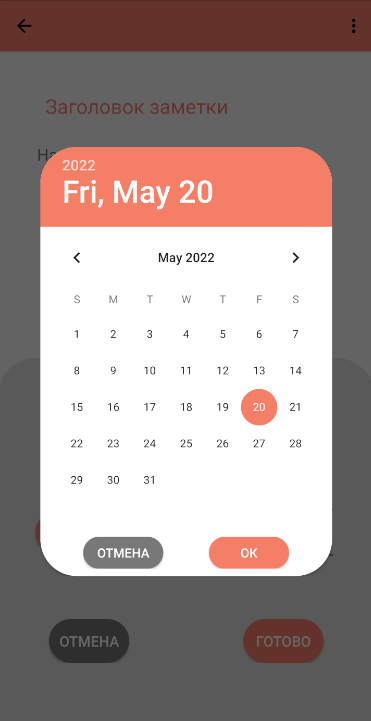 Заголовок заметки
2022
Fri, May 20
May 2022
S M T W T F S
1 2 3 4 5 6 7
8 9 10 11 12 13 14
15 16 17 18 19 20 21
22 23 24 25 26 27 28
29 30 31
ОТМЕНА ОК
ОТМЕНА ГОТОВО